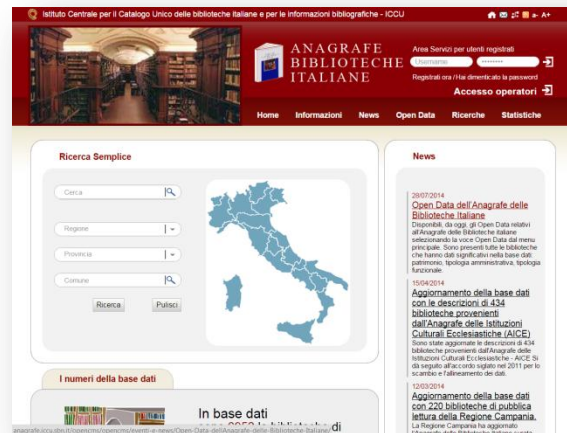 Istituto Centrale per il Catalogo Unico delle biblioteche italiane e per le informazioni bibliografiche - ICCU
a- A+
ANAGRAFE
BIBLIOTECHE
ITALIANE
Area Servizi per utenti registrati
Username
Registrati ora / Hai dimenticato la password
Accesso operatori
Home Informazioni News Open Data Ricerche Statistiche
Ricerca Semplice
Cerca
Regione
Provincia
Comune
Ricerca Pulisci
I numeri della base dati
In base dati
biblioteche di
News
29/07/2014
Open Data dell'Anagrafe delle
Biblioteche Italiane
Disponibili, da oggi, gli Open Data relativi
all'Anagrafe delle Biblioteche italiane
selezionando la voce Open Data dal menu
principale. Sono presenti tutte le biblioteche
che hanno dati significativi nella base dati:
patrimonio, tipologia amministrativa, tipologia
funzionale.
15/04/2014
Aggiornamento della base dati
con le descrizioni di 434
biblioteche provenienti
dall'Anagrafe delle Istituzioni
Culturali Ecclesiastiche (AICE)
Sono state aggiornate le descrizioni di 434
biblioteche provenienti dall'Anagrafe delle
Istituzioni Culturali Ecclesiastiche - AICE Si
dà seguito all'accordo siglato nel 2011 per lo
scambio e l'allineamento dei dati.
12/03/2014
Aggiornamento della base dati
con 220 biblioteche di pubblica
lettura della Regione Campania.
La Regione Campania ha aggiornato